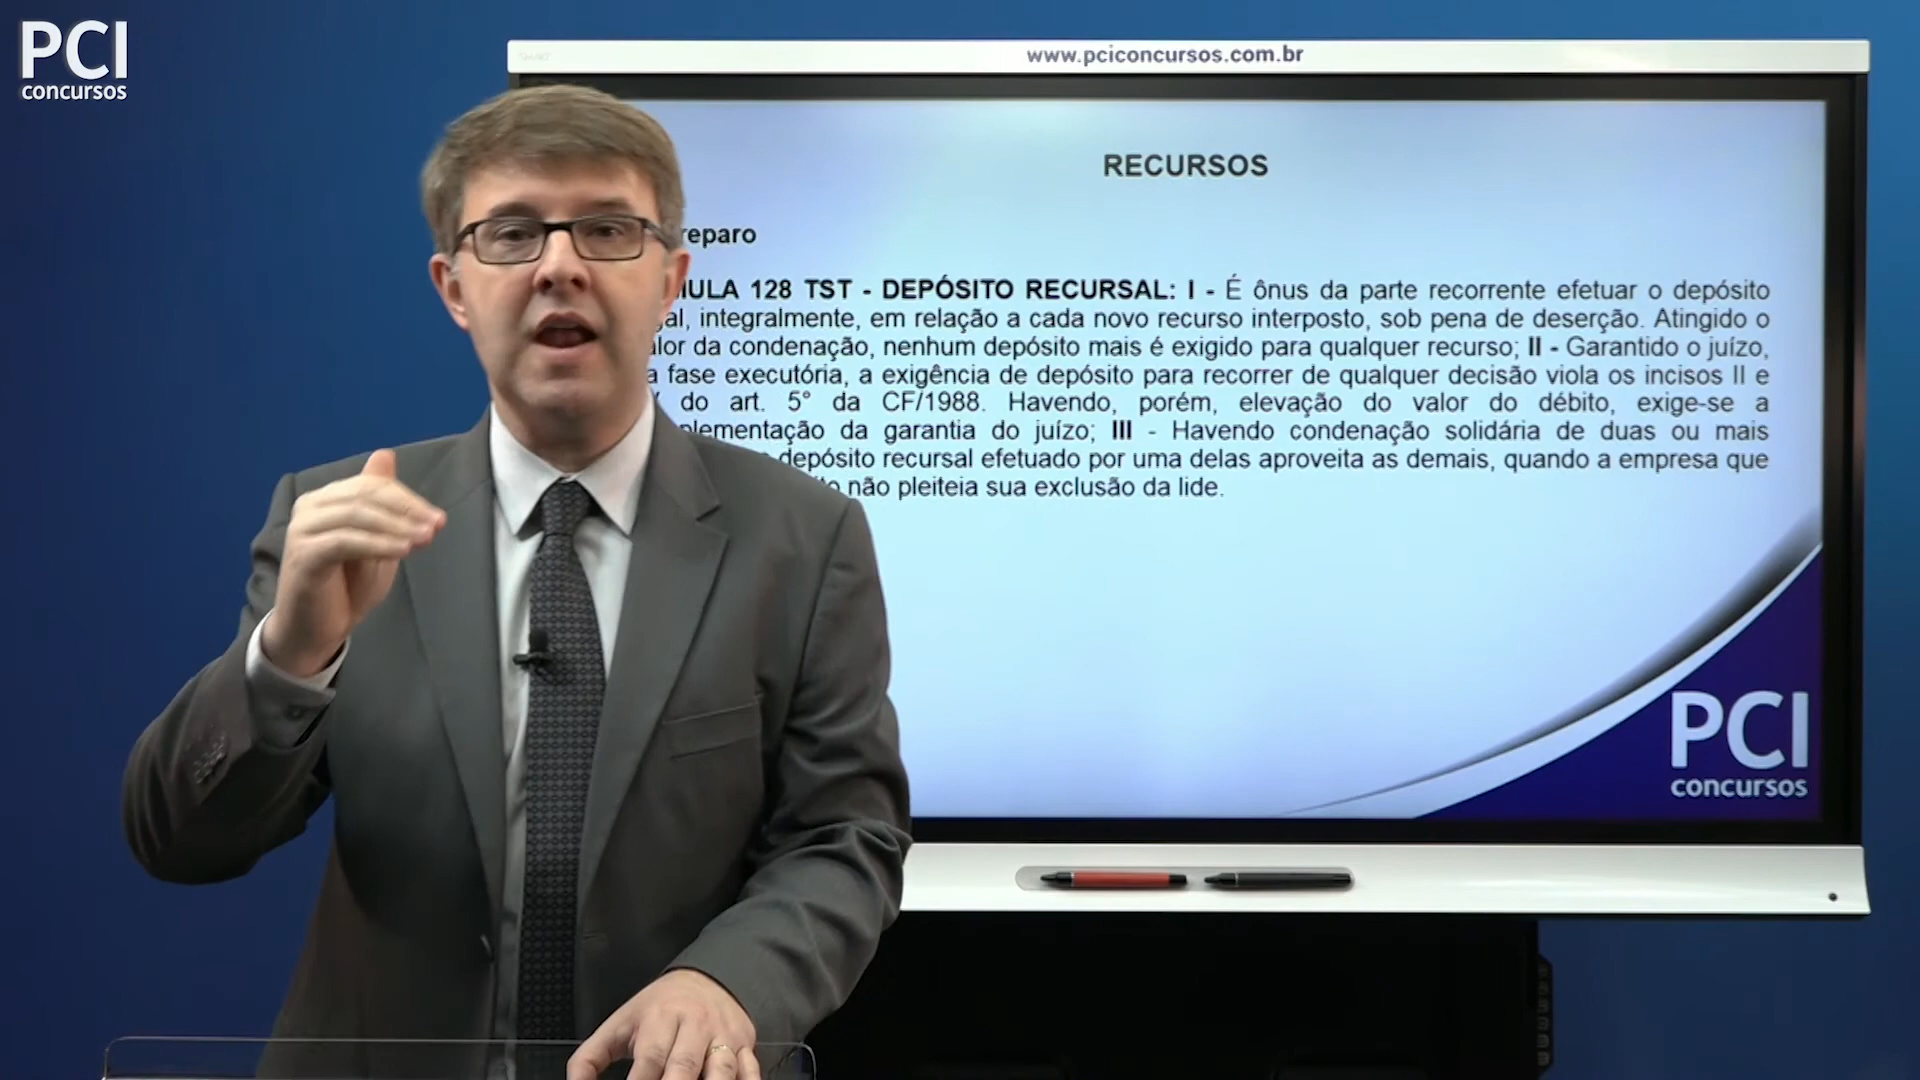 PCI
concursos
www.pciconcursos.com.br
RECURSOS
reparo
MULA 128 TST - DEPÓSITO RECURSAL: I - É ônus da parte recorrente efetuar o depósito
gal, integralmente, em relação a cada novo recurso interposto, sob pena de deserção. Atingido o
alor da condenação, nenhum depósito mais é exigido para qualquer recurso; II - Garantido o juízo,
a fase executória, a exigência de depósito para recorrer de qualquer decisão viola os incisos II e
do art. 5° da CF/1988. Havendo, porém, elevação do valor do débito, exige-se a
plementação da garantia do juízo; III - Havendo condenação solidária de duas ou mais
depósito recursal efetuado por uma delas aproveita as demais, quando a empresa que
não pleiteia sua exclusão da lide.
PCI
concursos